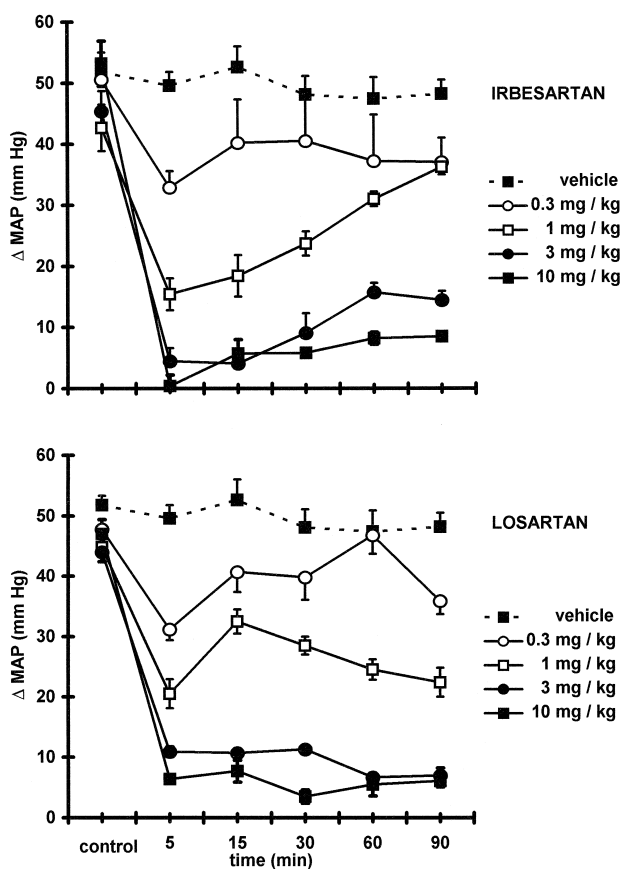 60
50
40
30
20
10
0
Δ MAP (mm Hg)
IRBESARTAN
vehicle
0.3 mg / kg
1 mg / kg
3 mg / kg
10 mg / kg
60
50
40
30
20
10
0
Δ MAP (mm Hg)
LOSARTAN
vehicle
0.3 mg / kg
1 mg / kg
3 mg / kg
10 mg / kg
control 5 15 30 60 90
time (min)